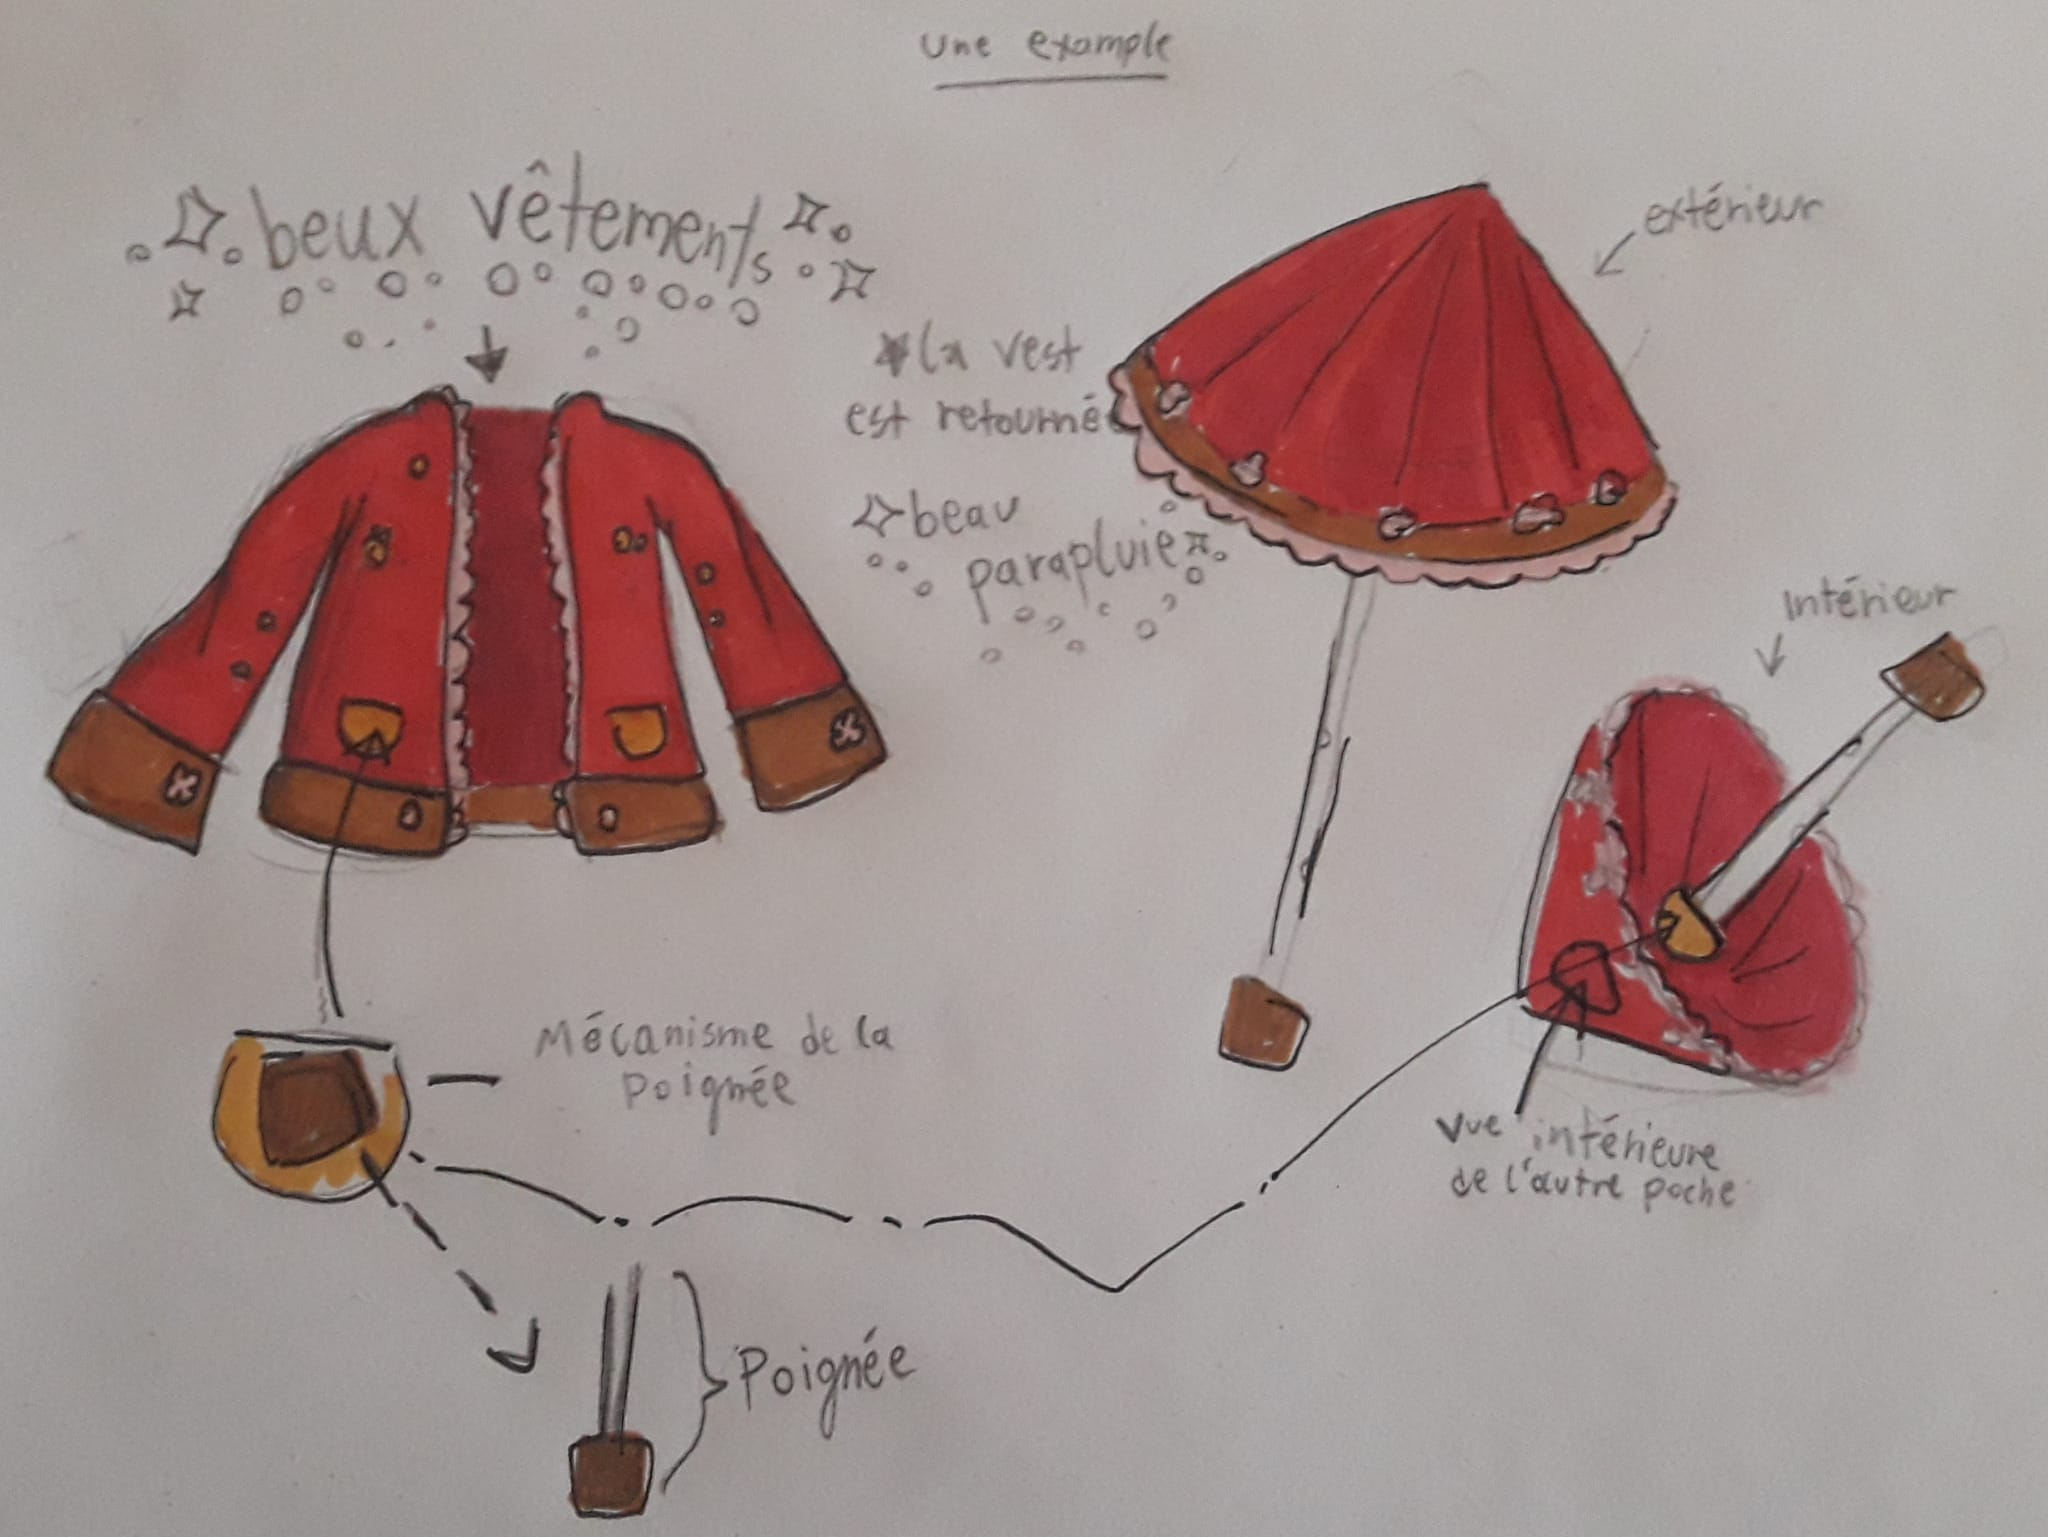 une example
beux vêtements
la vest
est retourné
beau
parapluie
extérieur
Intérieur
Mécanisme de la
Poignée
Vue intérieure
de l'autre poche
Poignée